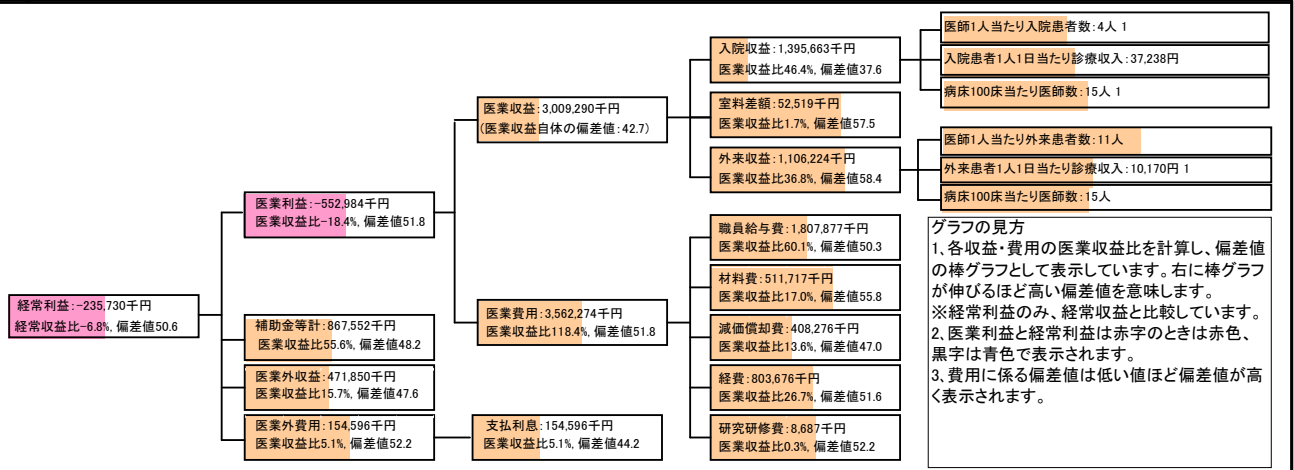 経常利益:-235,730千円
経常収益比-6.8%, 偏差値50.6
医業利益:-552,984千円
医業収益比-18.4%, 偏差値51.8
補助金等計:867,552千円
医業収益比55.6%, 偏差値48.2
医業外収益:471,850千円
医業収益比15.7%, 偏差値47.6
医業外費用:154,596千円
医業収益比5.1%, 偏差値52.2
支払利息:154,596千円
医業収益比5.1%, 偏差値44.2
医業収益:3,009,290千円
(医業収益自体の偏差値:42.7)
医業費用:3,562,274千円
医業収益比118.4%, 偏差値51.8
入院収益:1,395,663千円
医業収益比46.4%, 偏差値37.6
室料差額:52,519千円
医業収益比1.7%, 偏差値57.5
外来収益:1,106,224千円
医業収益比36.8%, 偏差値58.4
職員給与費:1,807,877千円
医業収益比60.1%, 偏差値50.3
材料費:511,717千円
医業収益比17.0%, 偏差値55.8
減価償却費:408,276千円
医業収益比13.6%, 偏差値47.0
経費:803,676千円
医業収益比26.7%, 偏差値51.6
研究研修費:8,687千円
医業収益比0.3%, 偏差値52.2
医師1人当たり入院患者数:4人 1
入院患者1人1日当たり診療収入:37,238円
病床100床当たり医師数:15人 1
医師1人当たり外来患者数:11人
外来患者1人1日当たり診療収入:10,170円 1
病床100床当たり医師数:15人
グラフの見方
1、各収益・費用の医業収益比を計算し、偏差値
の棒グラフとして表示しています。右に棒グラフ
が伸びるほど高い偏差値を意味します。
※経常利益のみ、経常収益と比較しています。
2、医業利益と経常利益は赤字のときは赤色、
黒字は青色で表示されます。
3、費用に係る偏差値は低い値ほど偏差値が高
く表示されます。